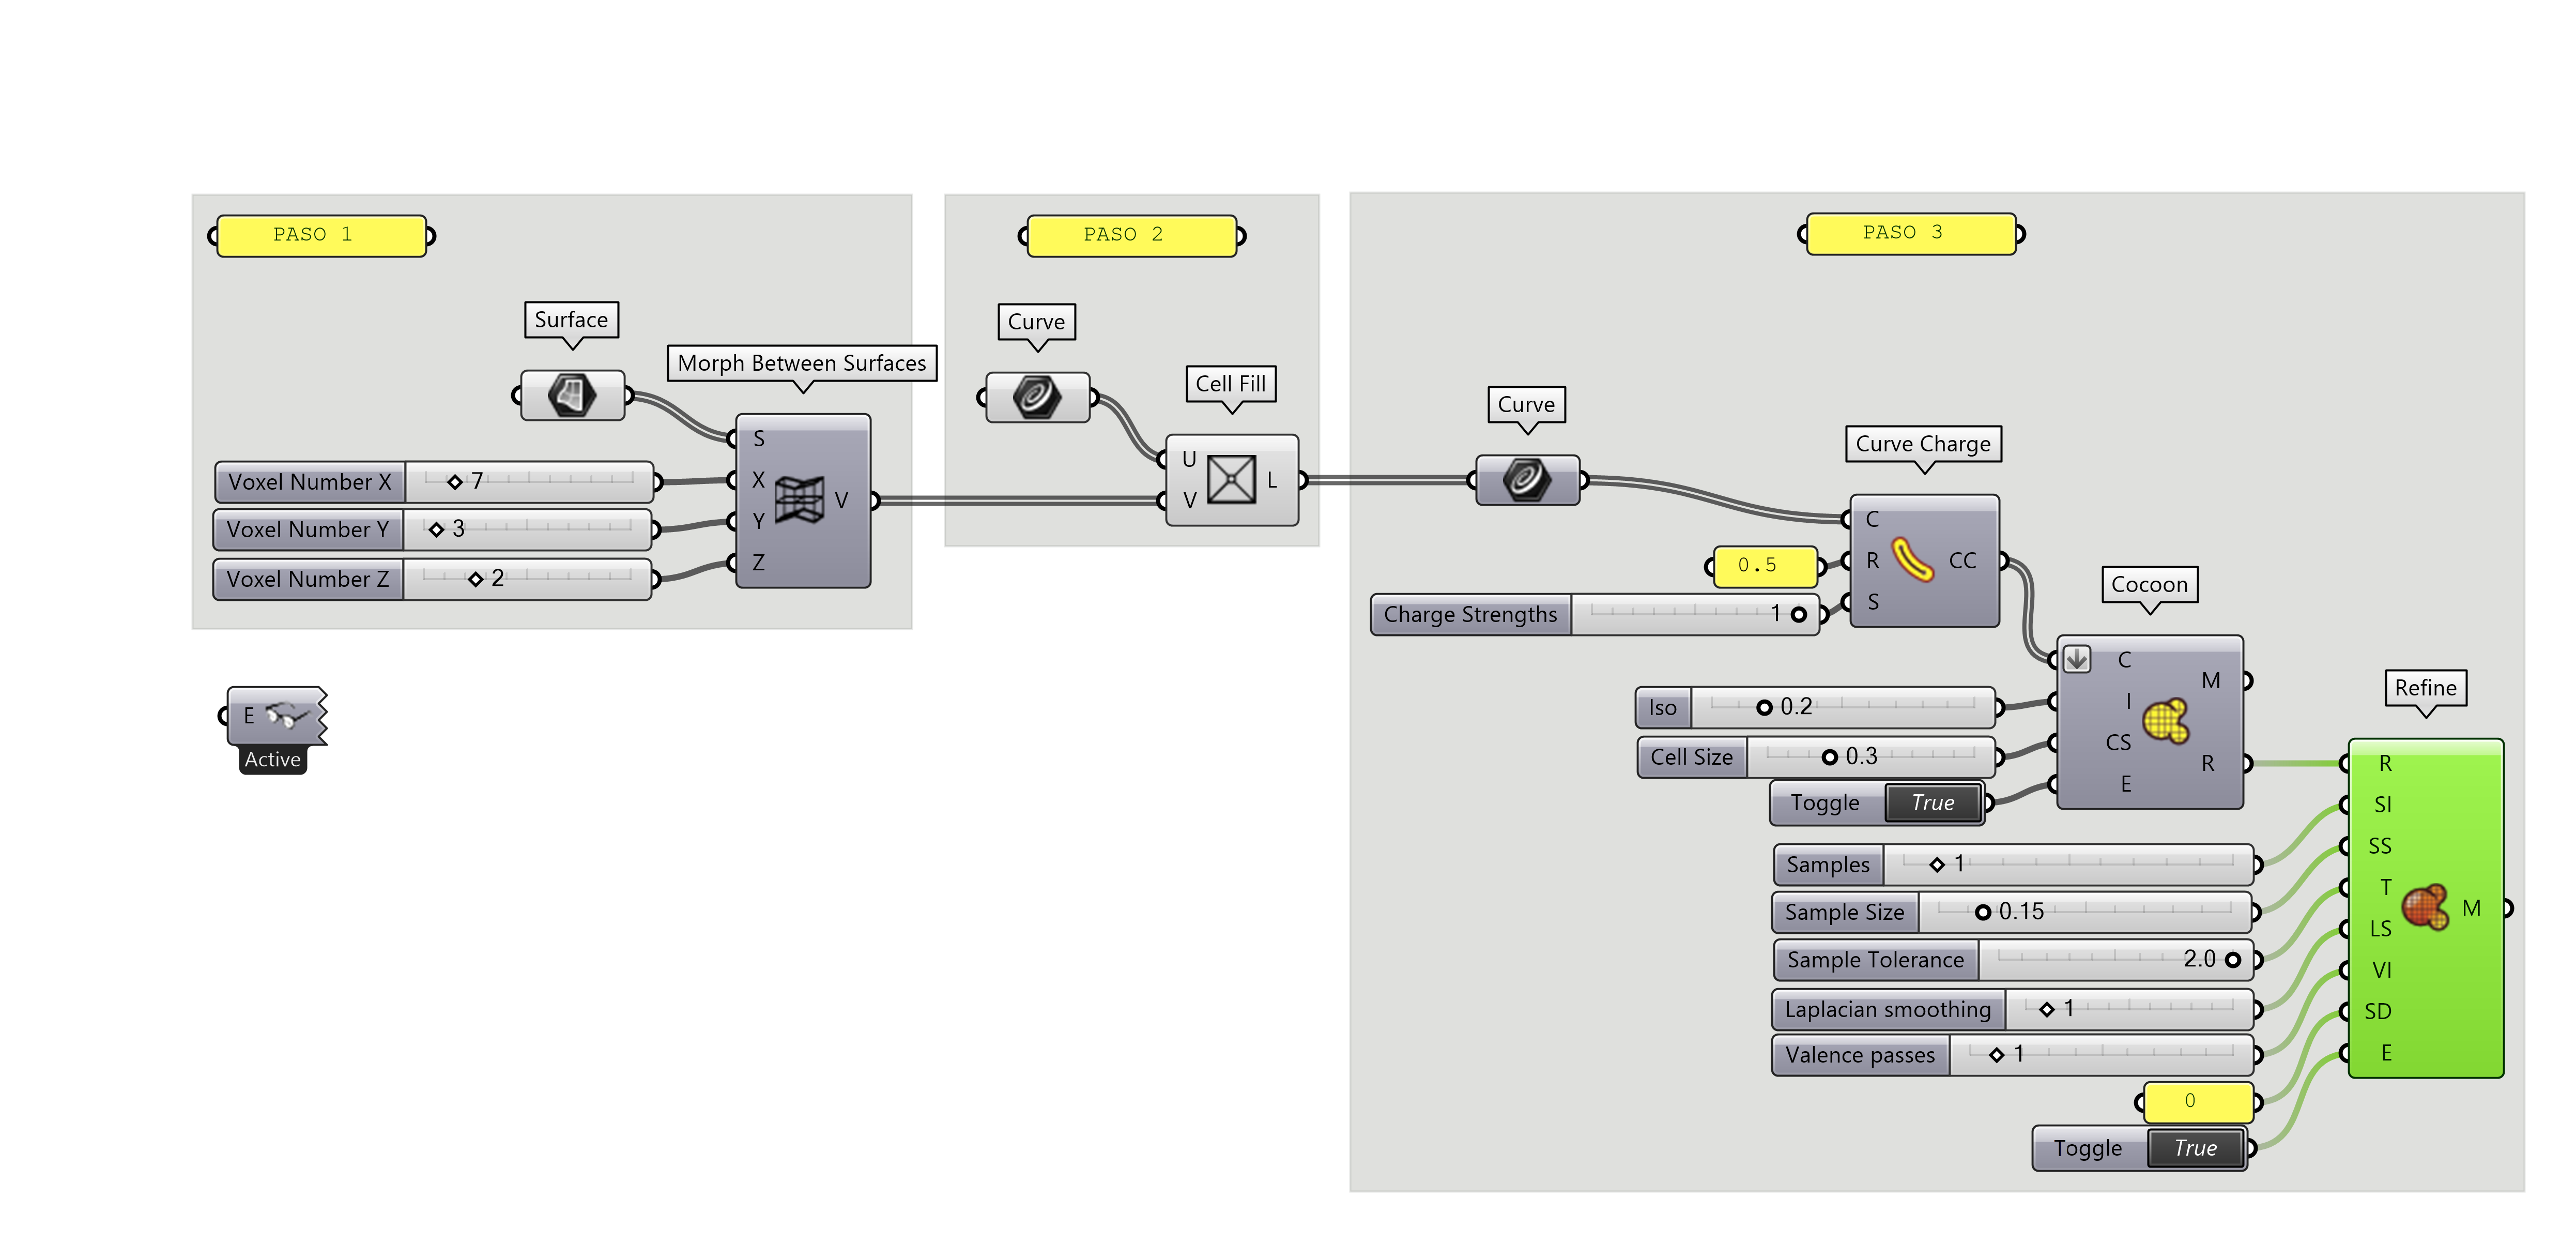 PASO 1
Surface
Morph Between Surfaces
Voxel Number X 7
Voxel Number Y 3
Voxel Number Z 2
S
X
Y
Z
V
E
Active
PASO 2
Curve
Cell Fill
U
V
L
PASO 3
Curve
Curve Charge
0.5
Charge Strengths 1
C
R
S
CC
Cocoon
Iso 0.2
Cell Size 0.3
Toggle True
C
I
CS
E
M
R
Refine
Samples 1
Sample Size 0.15
Sample Tolerance 2.0
Laplacian smoothing 1
Valence passes 1
0
Toggle True
R
SI
SS
T
LS
VI
SD
E
M